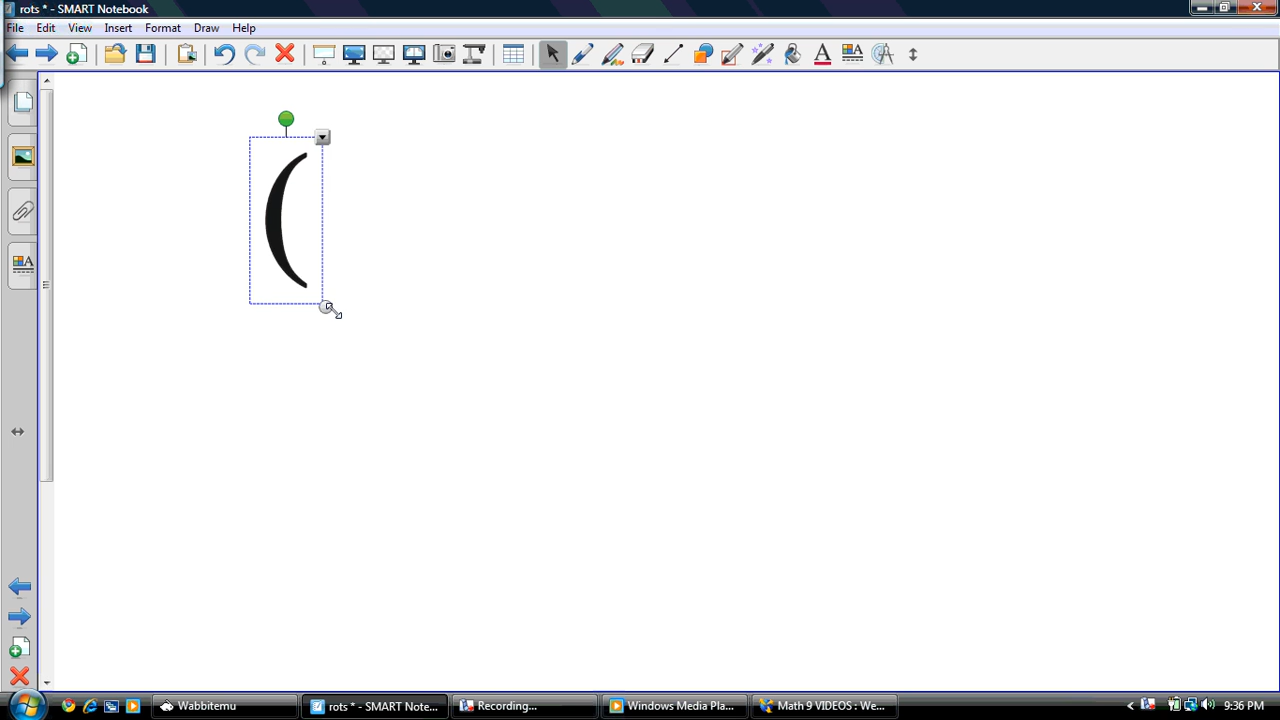 rots * - SMART Notebook
File Edit View Insert Format Draw Help
(
Wabbitemu rots * - SMART Note... Recording... Windows Media Pla... Math 9 VIDEOS : We... 9:36 PM